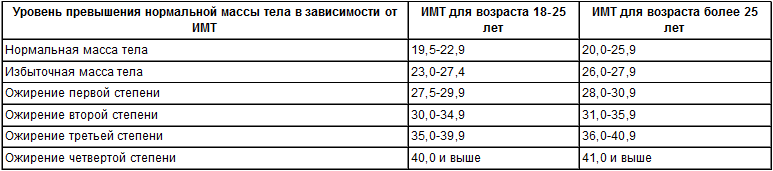 Уровень превышения нормальной массы тела в зависимости от ИМТ для возраста 18-25 ИМТ для возраста более 25
ИМТ лет лет
Нормальная масса тела 19,5-22,9 20,0-25,9
Избыточная масса тела 23,0-27,4 26,0-27,9
Ожирение первой степени 27,5-29,9 28,0-30,9
Ожирение второй степени 30,0-34,9 31,0-35,9
Ожирение третьей степени 35,0-39,9 36,0-40,9
Ожирение четвертой степени 40,0 и выше 41,0 и выше